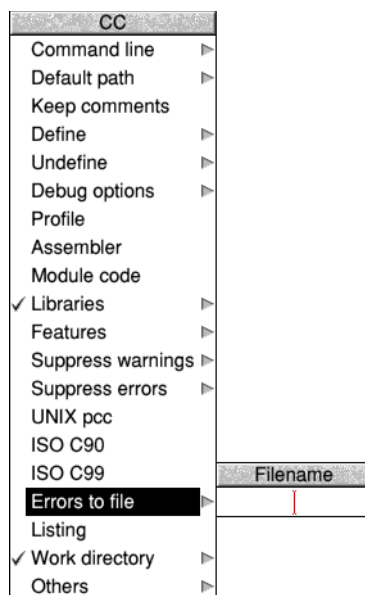 CC
Command line
Default path
Keep comments
Define
Undefine
Debug options
Profile
Assembler
Module code
✓ Libraries
Features
Suppress warnings
Suppress errors
UNIX pcc
ISO C90
ISO C99
Filename
Errors to file
Listing
✓ Work directory
Others